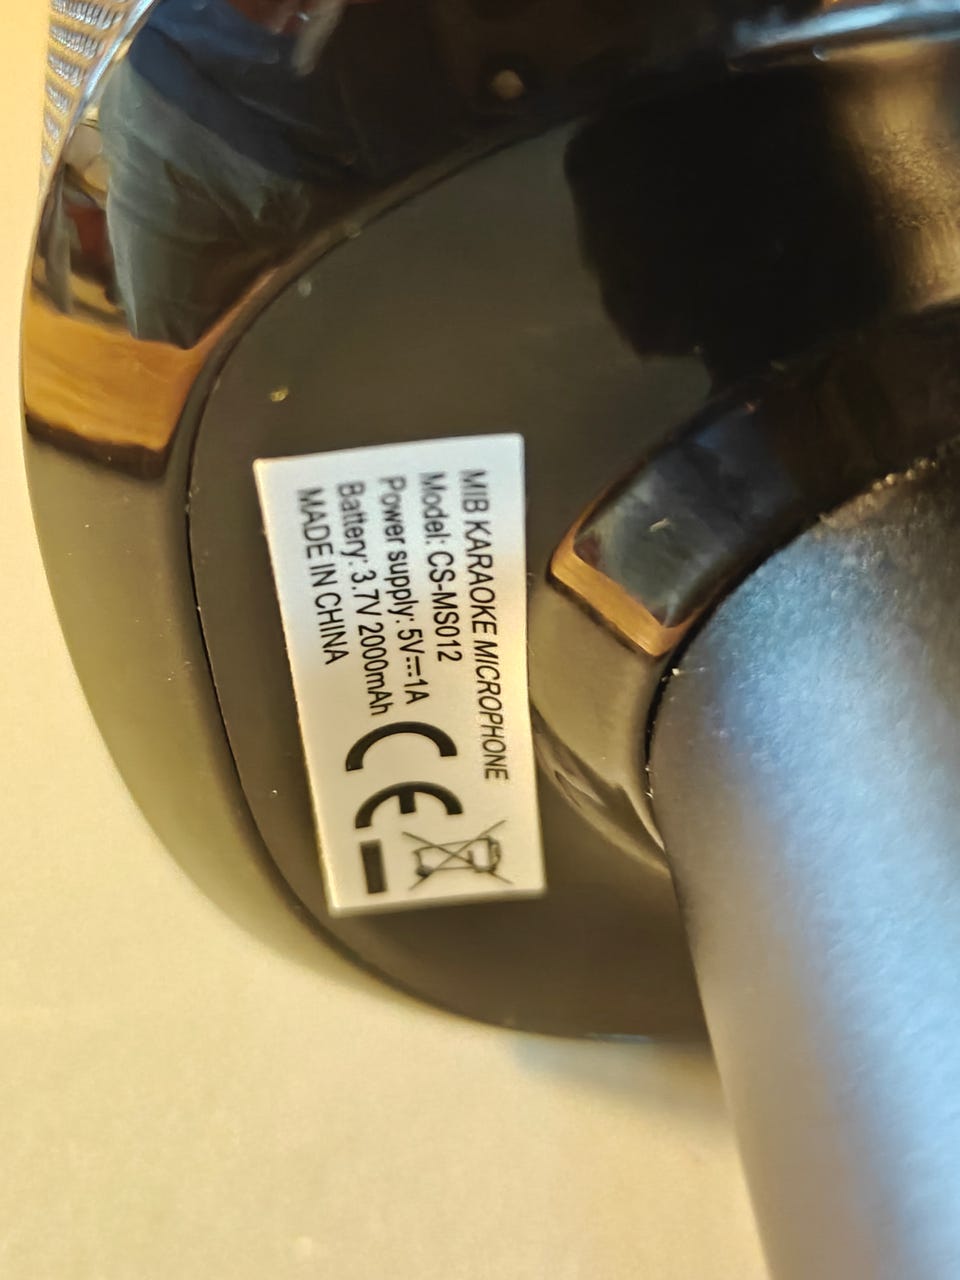 MIB KARAOKE MICROPHONE
Model: CS-MS012
Power supply: 5V⎓1A
Battery: 3.7V 2000mAh
MADE IN CHINA
CE